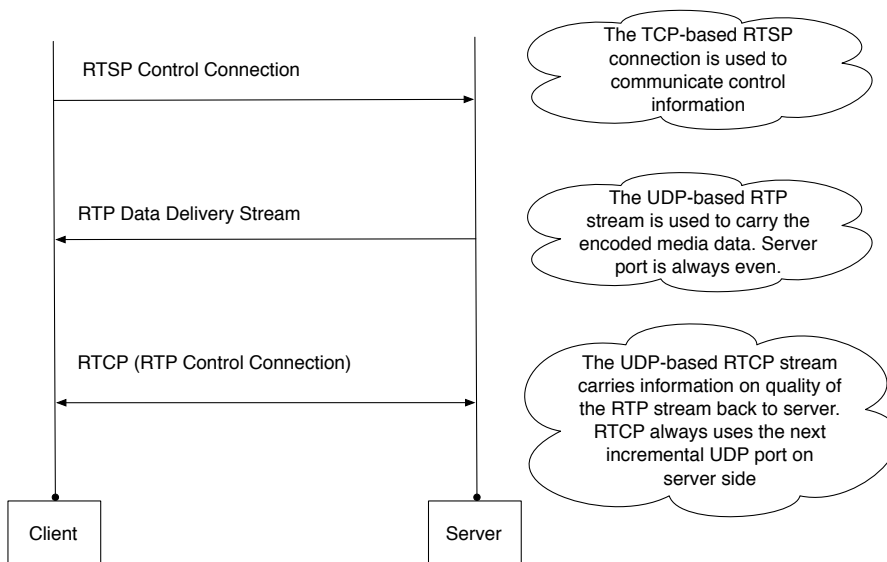 RTSP Control Connection
The TCP-based RTSP
connection is used to
communicate control
information
RTP Data Delivery Stream
The UDP-based RTP
stream is used to carry the
encoded media data. Server
port is always even.
RTCP (RTP Control Connection)
The UDP-based RTCP stream
carries information on quality of
the RTP stream back to server.
RTCP always uses the next
incremental UDP port on
server side
Client
Server